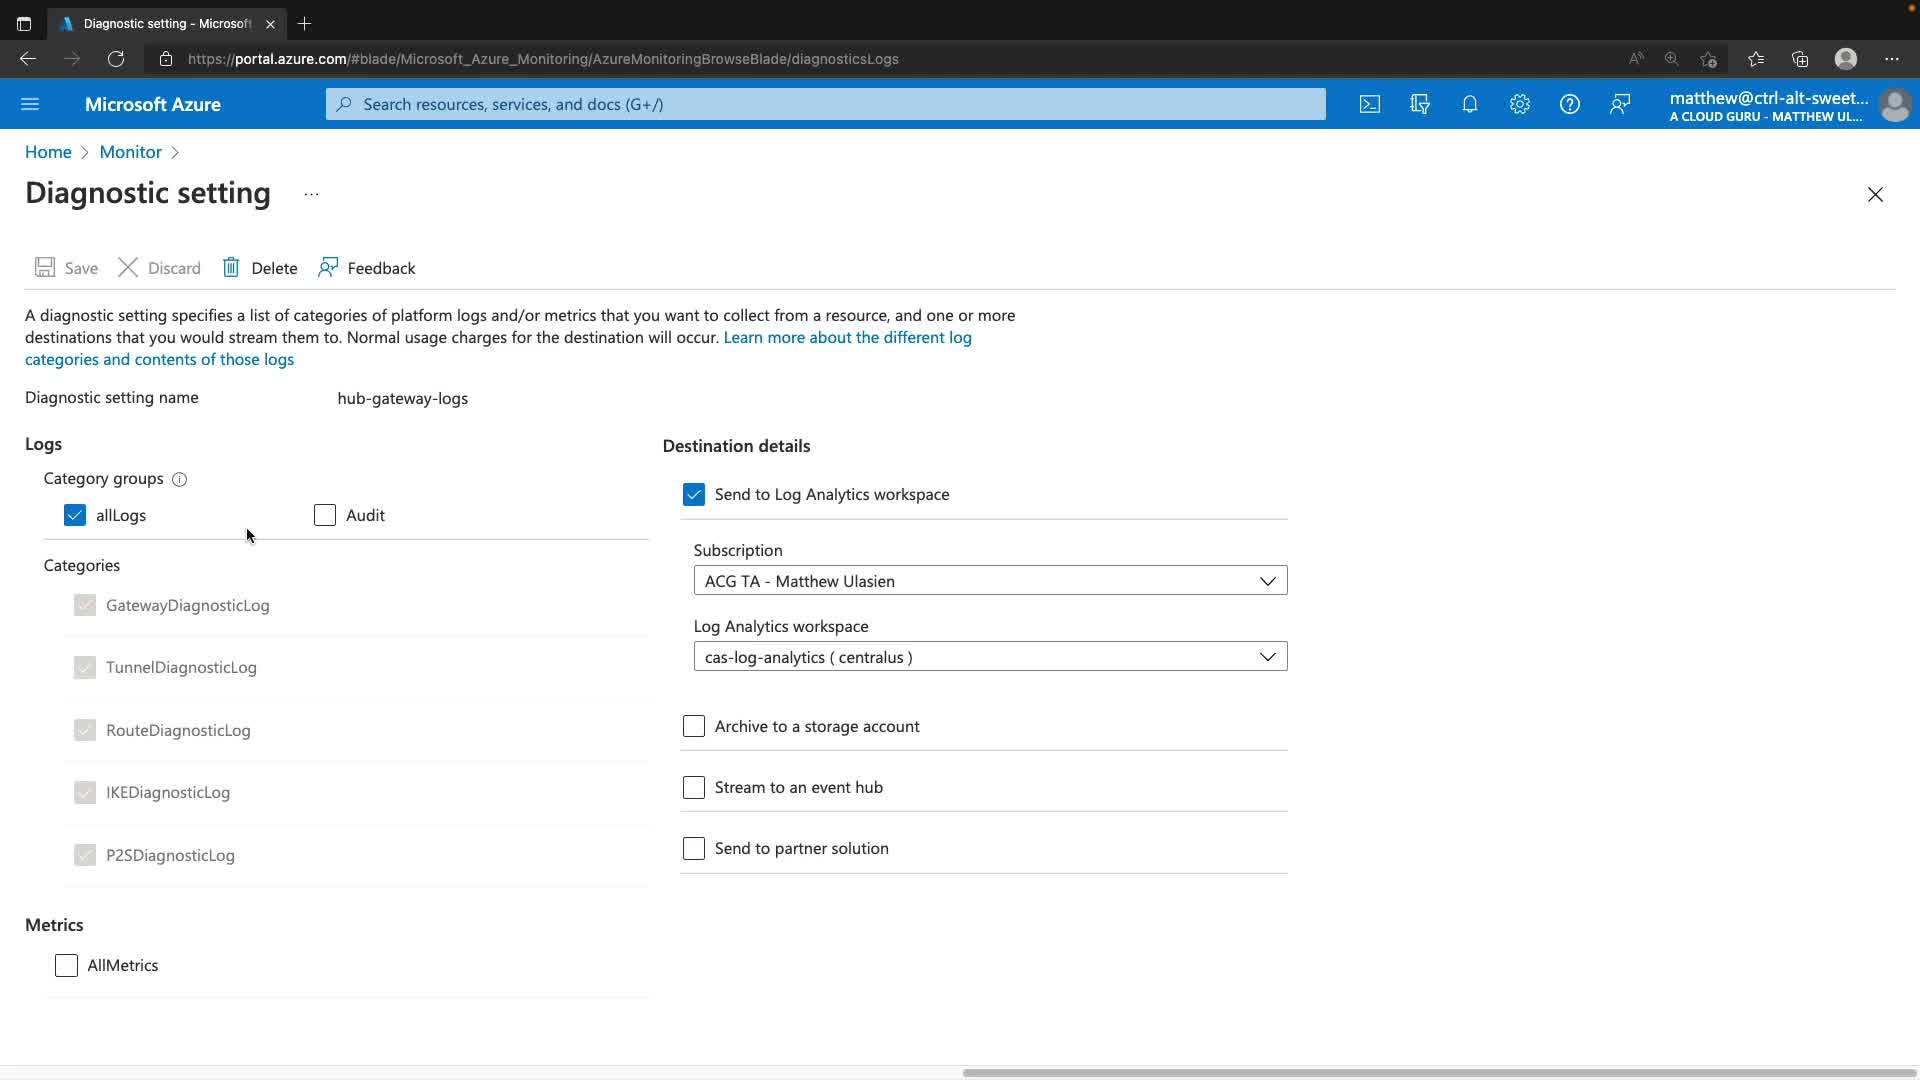 Diagnostic setting - Microsoft
https://portal.azure.com/#blade/Microsoft_Azure_Monitoring/AzureMonitoringBrowseBlade/diagnosticsLogs
Microsoft Azure
Search resources, services, and docs (G+/)
matthew@ctrl-alt-sweet...
A CLOUD GURU - MATTHEW UL...
Home > Monitor >
Diagnostic setting ...
Save Discard Delete Feedback
A diagnostic setting specifies a list of categories of platform logs and/or metrics that you want to collect from a resource, and one or more
destinations that you would stream them to. Normal usage charges for the destination will occur. Learn more about the different log
categories and contents of those logs
Diagnostic setting name hub-gateway-logs
Logs
Category groups
allLogs Audit
Categories
GatewayDiagnosticLog
TunnelDiagnosticLog
RouteDiagnosticLog
IKEDiagnosticLog
P2SDiagnosticLog
Metrics
AllMetrics
Destination details
Send to Log Analytics workspace
Subscription
ACG TA - Matthew Ulasien
Log Analytics workspace
cas-log-analytics ( centralus )
Archive to a storage account
Stream to an event hub
Send to partner solution